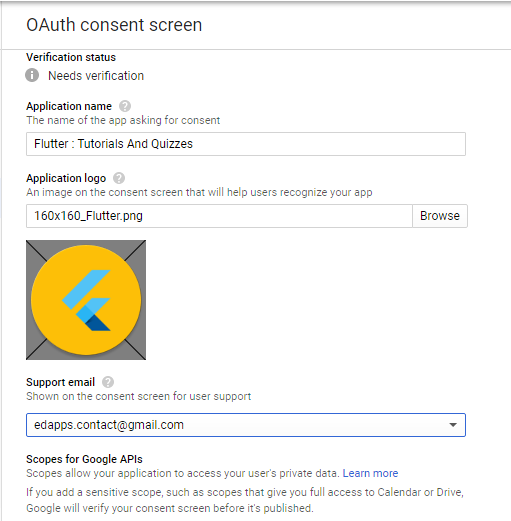 OAuth consent screen
Verification status
Needs verification
Application name
The name of the app asking for consent
Flutter : Tutorials And Quizzes
Application logo
An image on the consent screen that will help users recognize your app
160x160_Flutter.png Browse
Support email
Shown on the consent screen for user support
edapps.contact@gmail.com
Scopes for Google APIs
Scopes allow your application to access your user's private data. Learn more
If you add a sensitive scope, such as scopes that give you full access to Calendar or Drive,
Google will verify your consent screen before it's published.